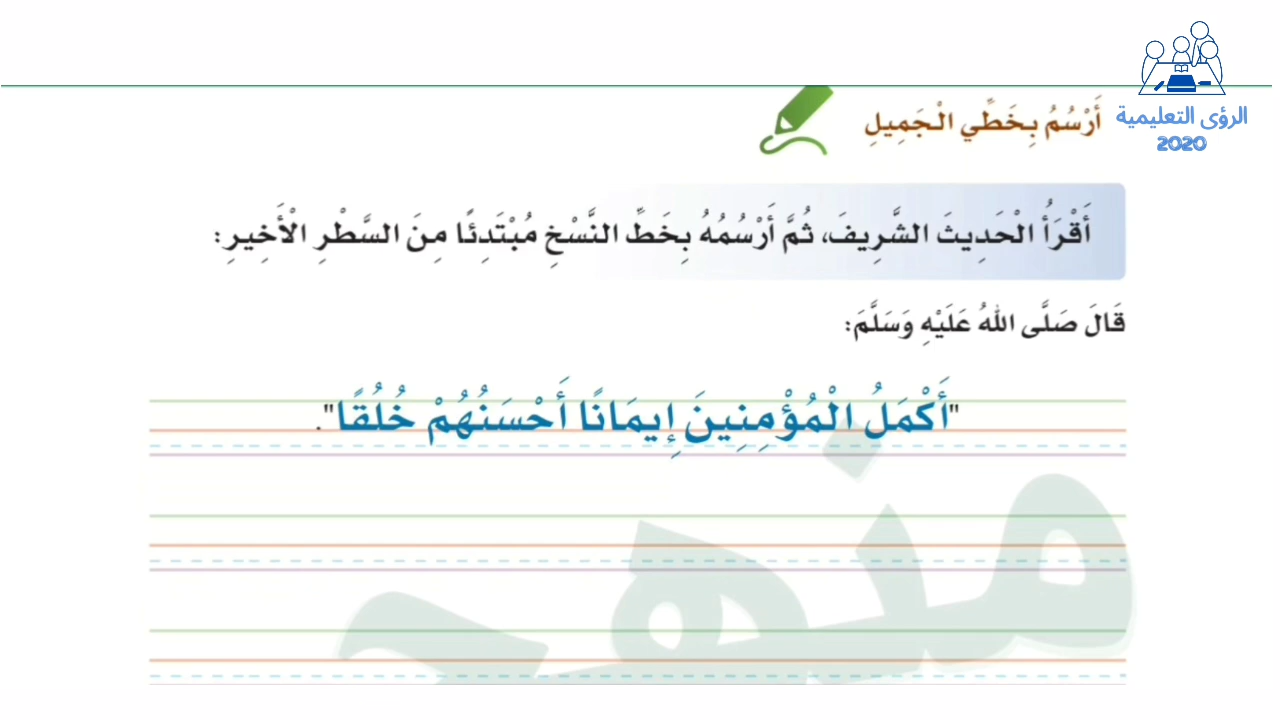 الرؤى التعليمية
2020
أَرْسُمُ بِخَطِّي الْجَمِيلِ
أَقْرَأُ الْحَدِيثَ الشَّرِيفَ، ثُمَّ أَرْسُمُهُ بِخَطِّ النَّسْخِ مُبْتَدِئًا مِنَ السَّطْرِ الْأَخِيرِ:
قَالَ صَلَّى اللهُ عَلَيْهِ وَسَلَّمَ:
"أَكْمَلُ الْمُؤْمِنِينَ إِيمَانًا أَحْسَنُهُمْ خُلُقًا".
منهج